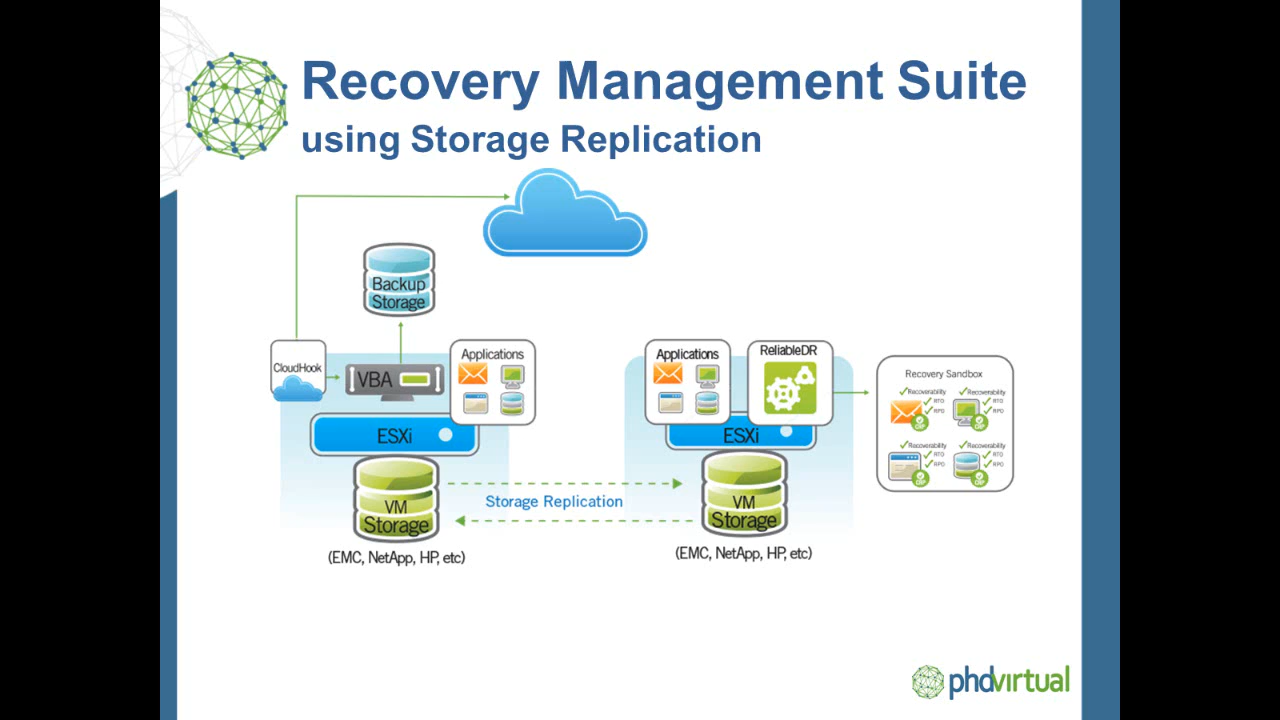 Recovery Management Suite
using Storage Replication
Backup
Storage
CloudHook
VBA
Applications
ESXi
VM
Storage
(EMC, NetApp, HP, etc)
Storage Replication
Applications
ReliableDR
ESXi
VM
Storage
(EMC, NetApp, HP, etc)
Recovery Sandbox
Recoverability
RTO
RPO
Recoverability
RTO
RPO
Recoverability
RTO
RPO
Recoverability
RTO
RPO
phdvirtual